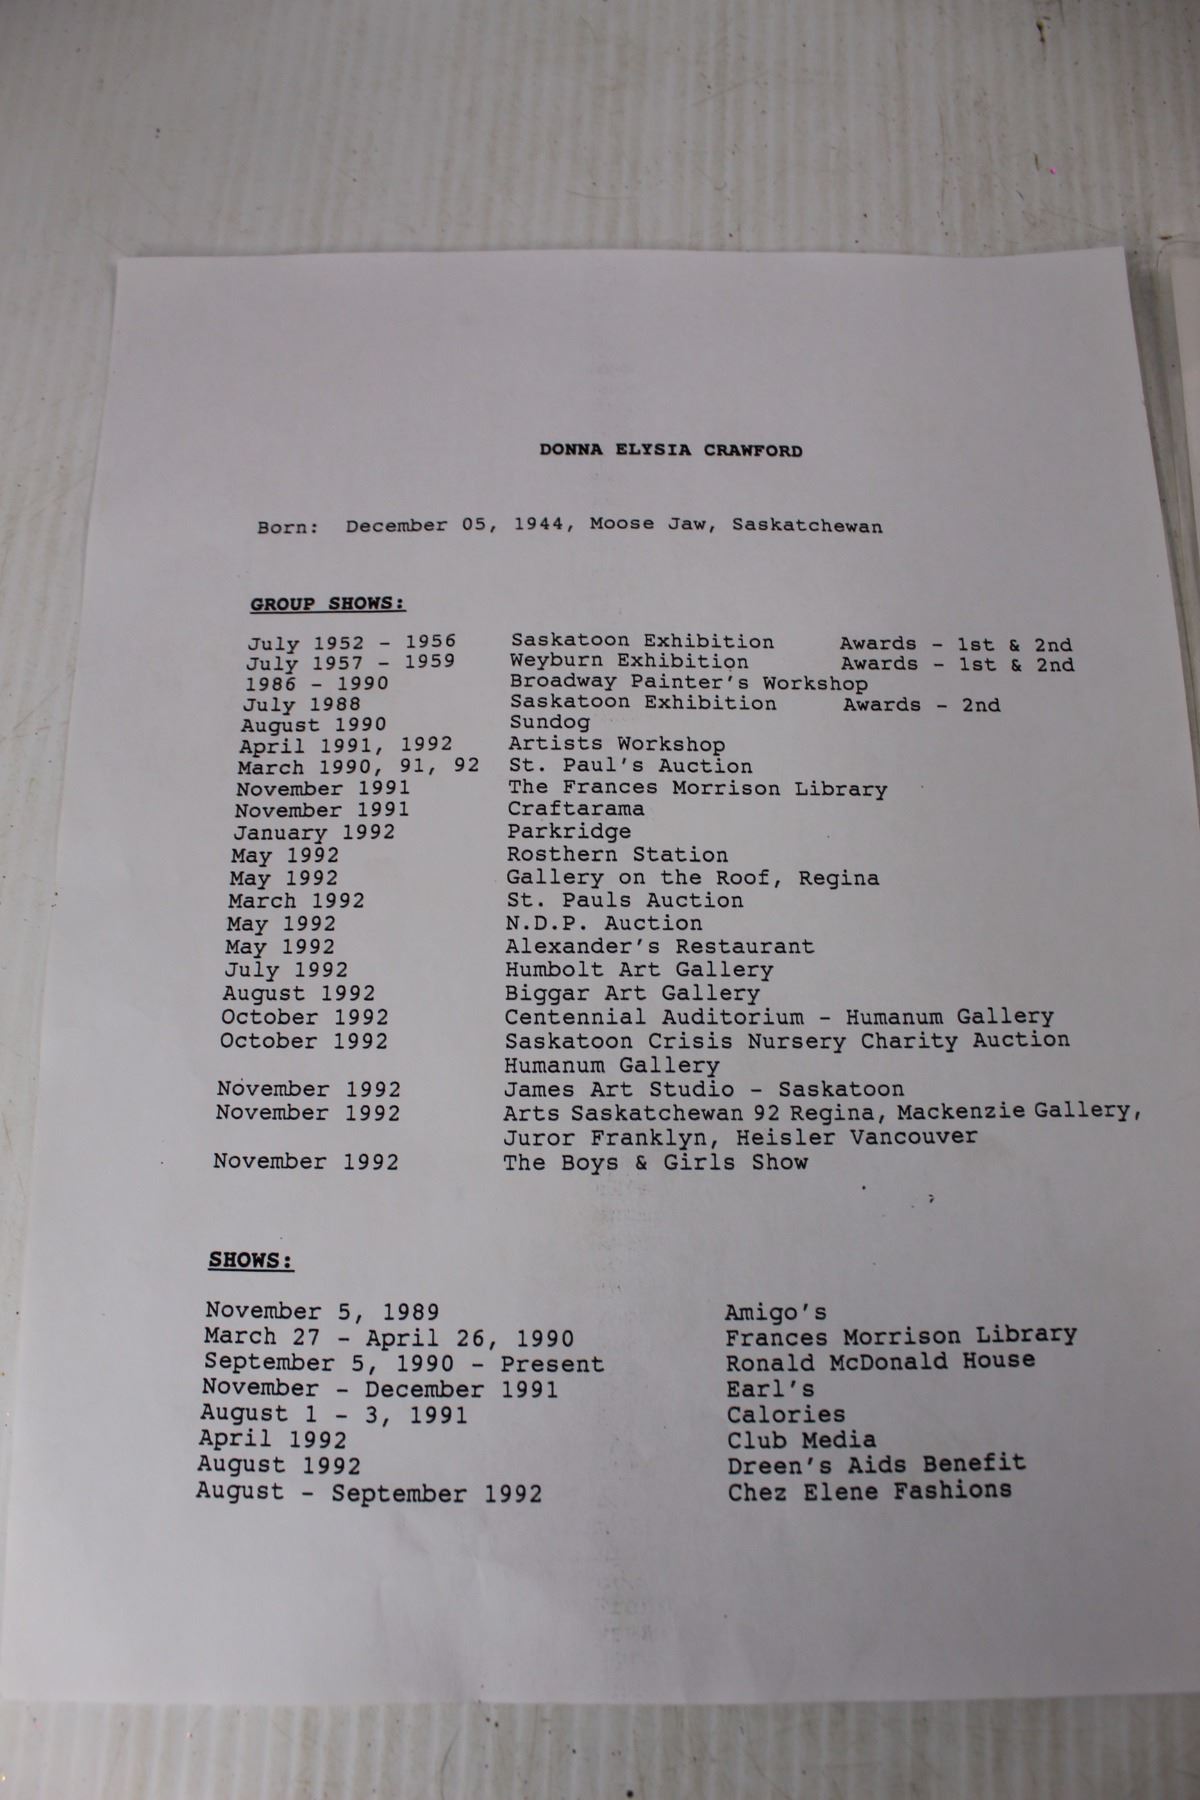 DONNA ELYSIA CRAWFORD
Born: December 05, 1944, Moose Jaw, Saskatchewan
GROUP SHOWS:
July 1952 - 1956 Saskatoon Exhibition Awards - 1st & 2nd
July 1957 - 1959 Weyburn Exhibition Awards - 1st & 2nd
1986 - 1990 Broadway Painter's Workshop
July 1988 Saskatoon Exhibition Awards - 2nd
August 1990 Sundog
April 1991, 1992 Artists Workshop
March 1990, 91, 92 St. Paul's Auction
November 1991 The Frances Morrison Library
November 1991 Craftarama
January 1992 Parkridge
May 1992 Rosthern Station
May 1992 Gallery on the Roof, Regina
March 1992 St. Pauls Auction
May 1992 N.D.P. Auction
May 1992 Alexander's Restaurant
July 1992 Humbolt Art Gallery
August 1992 Biggar Art Gallery
October 1992 Centennial Auditorium - Humanum Gallery
October 1992 Saskatoon Crisis Nursery Charity Auction
Humanum Gallery
November 1992 James Art Studio - Saskatoon
November 1992 Arts Saskatchewan 92 Regina, Mackenzie Gallery,
Juror Franklyn, Heisler Vancouver
November 1992 The Boys & Girls Show
SHOWS:
November 5, 1989 Amigo's
March 27 - April 26, 1990 Frances Morrison Library
September 5, 1990 - Present Ronald McDonald House
November - December 1991 Earl's
August 1 - 3, 1991 Calories
April 1992 Club Media
August 1992 Dreen's Aids Benefit
August - September 1992 Chez Elene Fashions